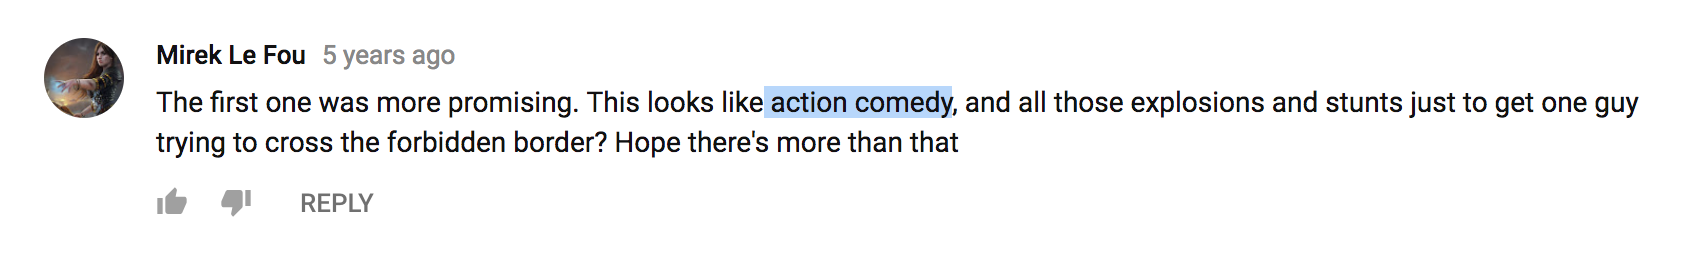 Mirek Le Fou 5 years ago
The first one was more promising. This looks like action comedy, and all those explosions and stunts just to get one guy
trying to cross the forbidden border? Hope there's more than that
REPLY